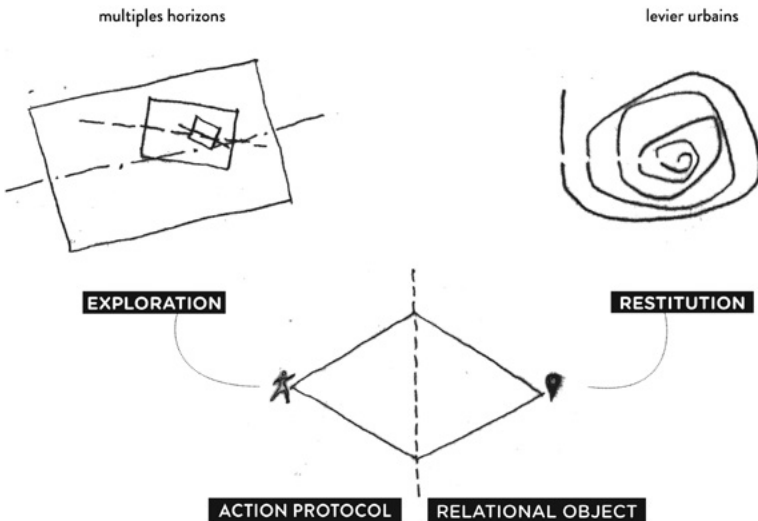 multiples horizons
levier urbains
EXPLORATION
RESTITUTION
ACTION PROTOCOL
RELATIONAL OBJECT